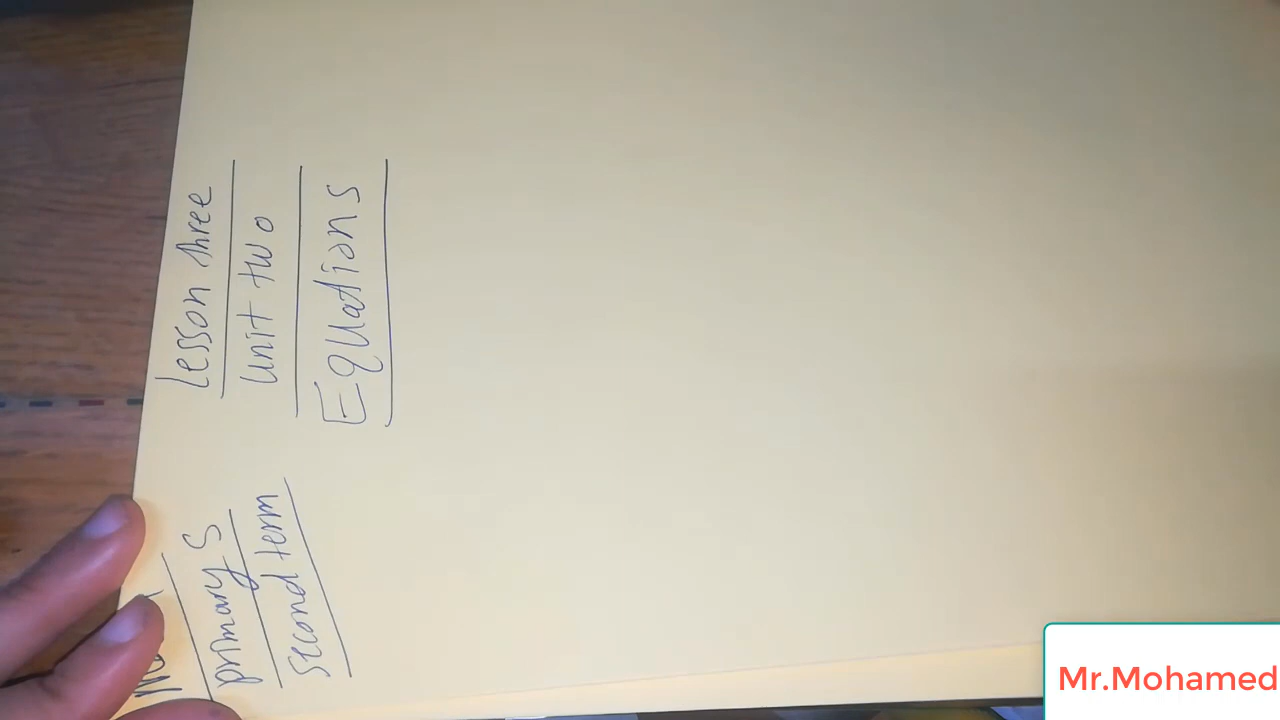 primary 5
second term
Lesson three
unit two
Equations
Mr.Mohamed